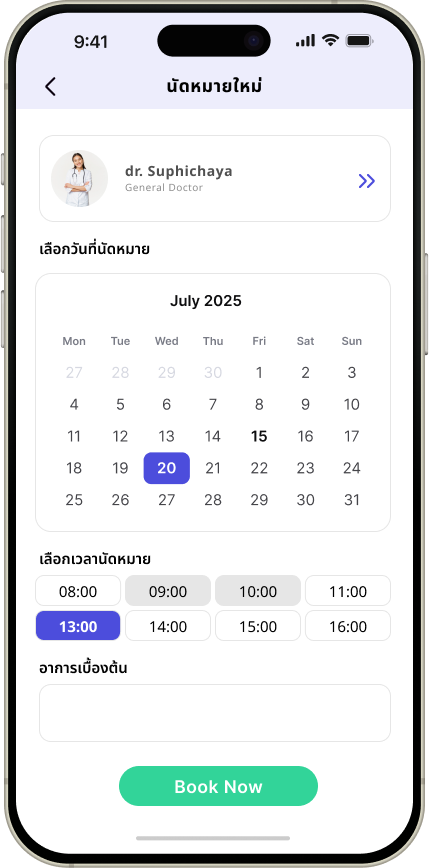 9:41
นัดหมายใหม่
dr. Suphichaya
General Doctor
เลือกวันที่นัดหมาย
July 2025
Mon Tue Wed Thu Fri Sat Sun
27 28 29 30 1 2 3
4 5 6 7 8 9 10
11 12 13 14 15 16 17
18 19 20 21 22 23 24
25 26 27 28 29 30 31
เลือกเวลานัดหมาย
08:00 09:00 10:00 11:00
13:00 14:00 15:00 16:00
อาการเบื้องต้น
Book Now